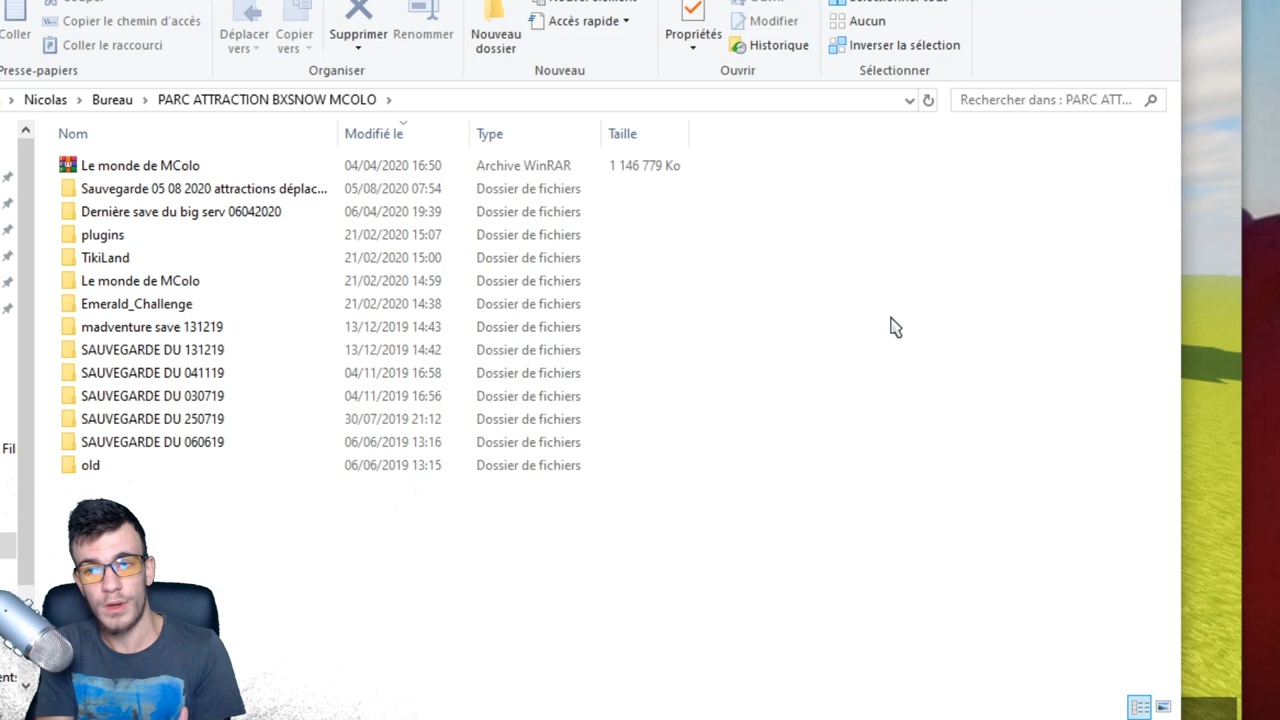 Couper
Nouvel élément
Ouvrir
Sélectionner tout
Copier le chemin d'accès
Accès rapide
Modifier
Aucun
Coller
Déplacer vers
Copier vers
Supprimer
Renommer
Nouveau dossier
Propriétés
Coller le raccourci
Historique
Inverser la sélection
Presse-papiers
Organiser
Nouveau
Ouvrir
Sélectionner
Nicolas > Bureau > PARC ATTRACTION BXSNOW MCOLO >
Rechercher dans : PARC ATT...
Nom Modifié le Type Taille
Le monde de MColo 04/04/2020 16:50 Archive WinRAR 1 146 779 Ko
Sauvegarde 05 08 2020 attractions déplac... 05/08/2020 07:54 Dossier de fichiers
Dernière save du big serv 06042020 06/04/2020 19:39 Dossier de fichiers
plugins 21/02/2020 15:07 Dossier de fichiers
TikiLand 21/02/2020 15:00 Dossier de fichiers
Le monde de MColo 21/02/2020 14:59 Dossier de fichiers
Emerald_Challenge 21/02/2020 14:38 Dossier de fichiers
madventure save 131219 13/12/2019 14:43 Dossier de fichiers
SAUVEGARDE DU 131219 13/12/2019 14:42 Dossier de fichiers
SAUVEGARDE DU 041119 04/11/2019 16:58 Dossier de fichiers
SAUVEGARDE DU 030719 04/11/2019 16:56 Dossier de fichiers
SAUVEGARDE DU 250719 30/07/2019 21:12 Dossier de fichiers
SAUVEGARDE DU 060619 06/06/2019 13:16 Dossier de fichiers
old 06/06/2019 13:15 Dossier de fichiers
Fil